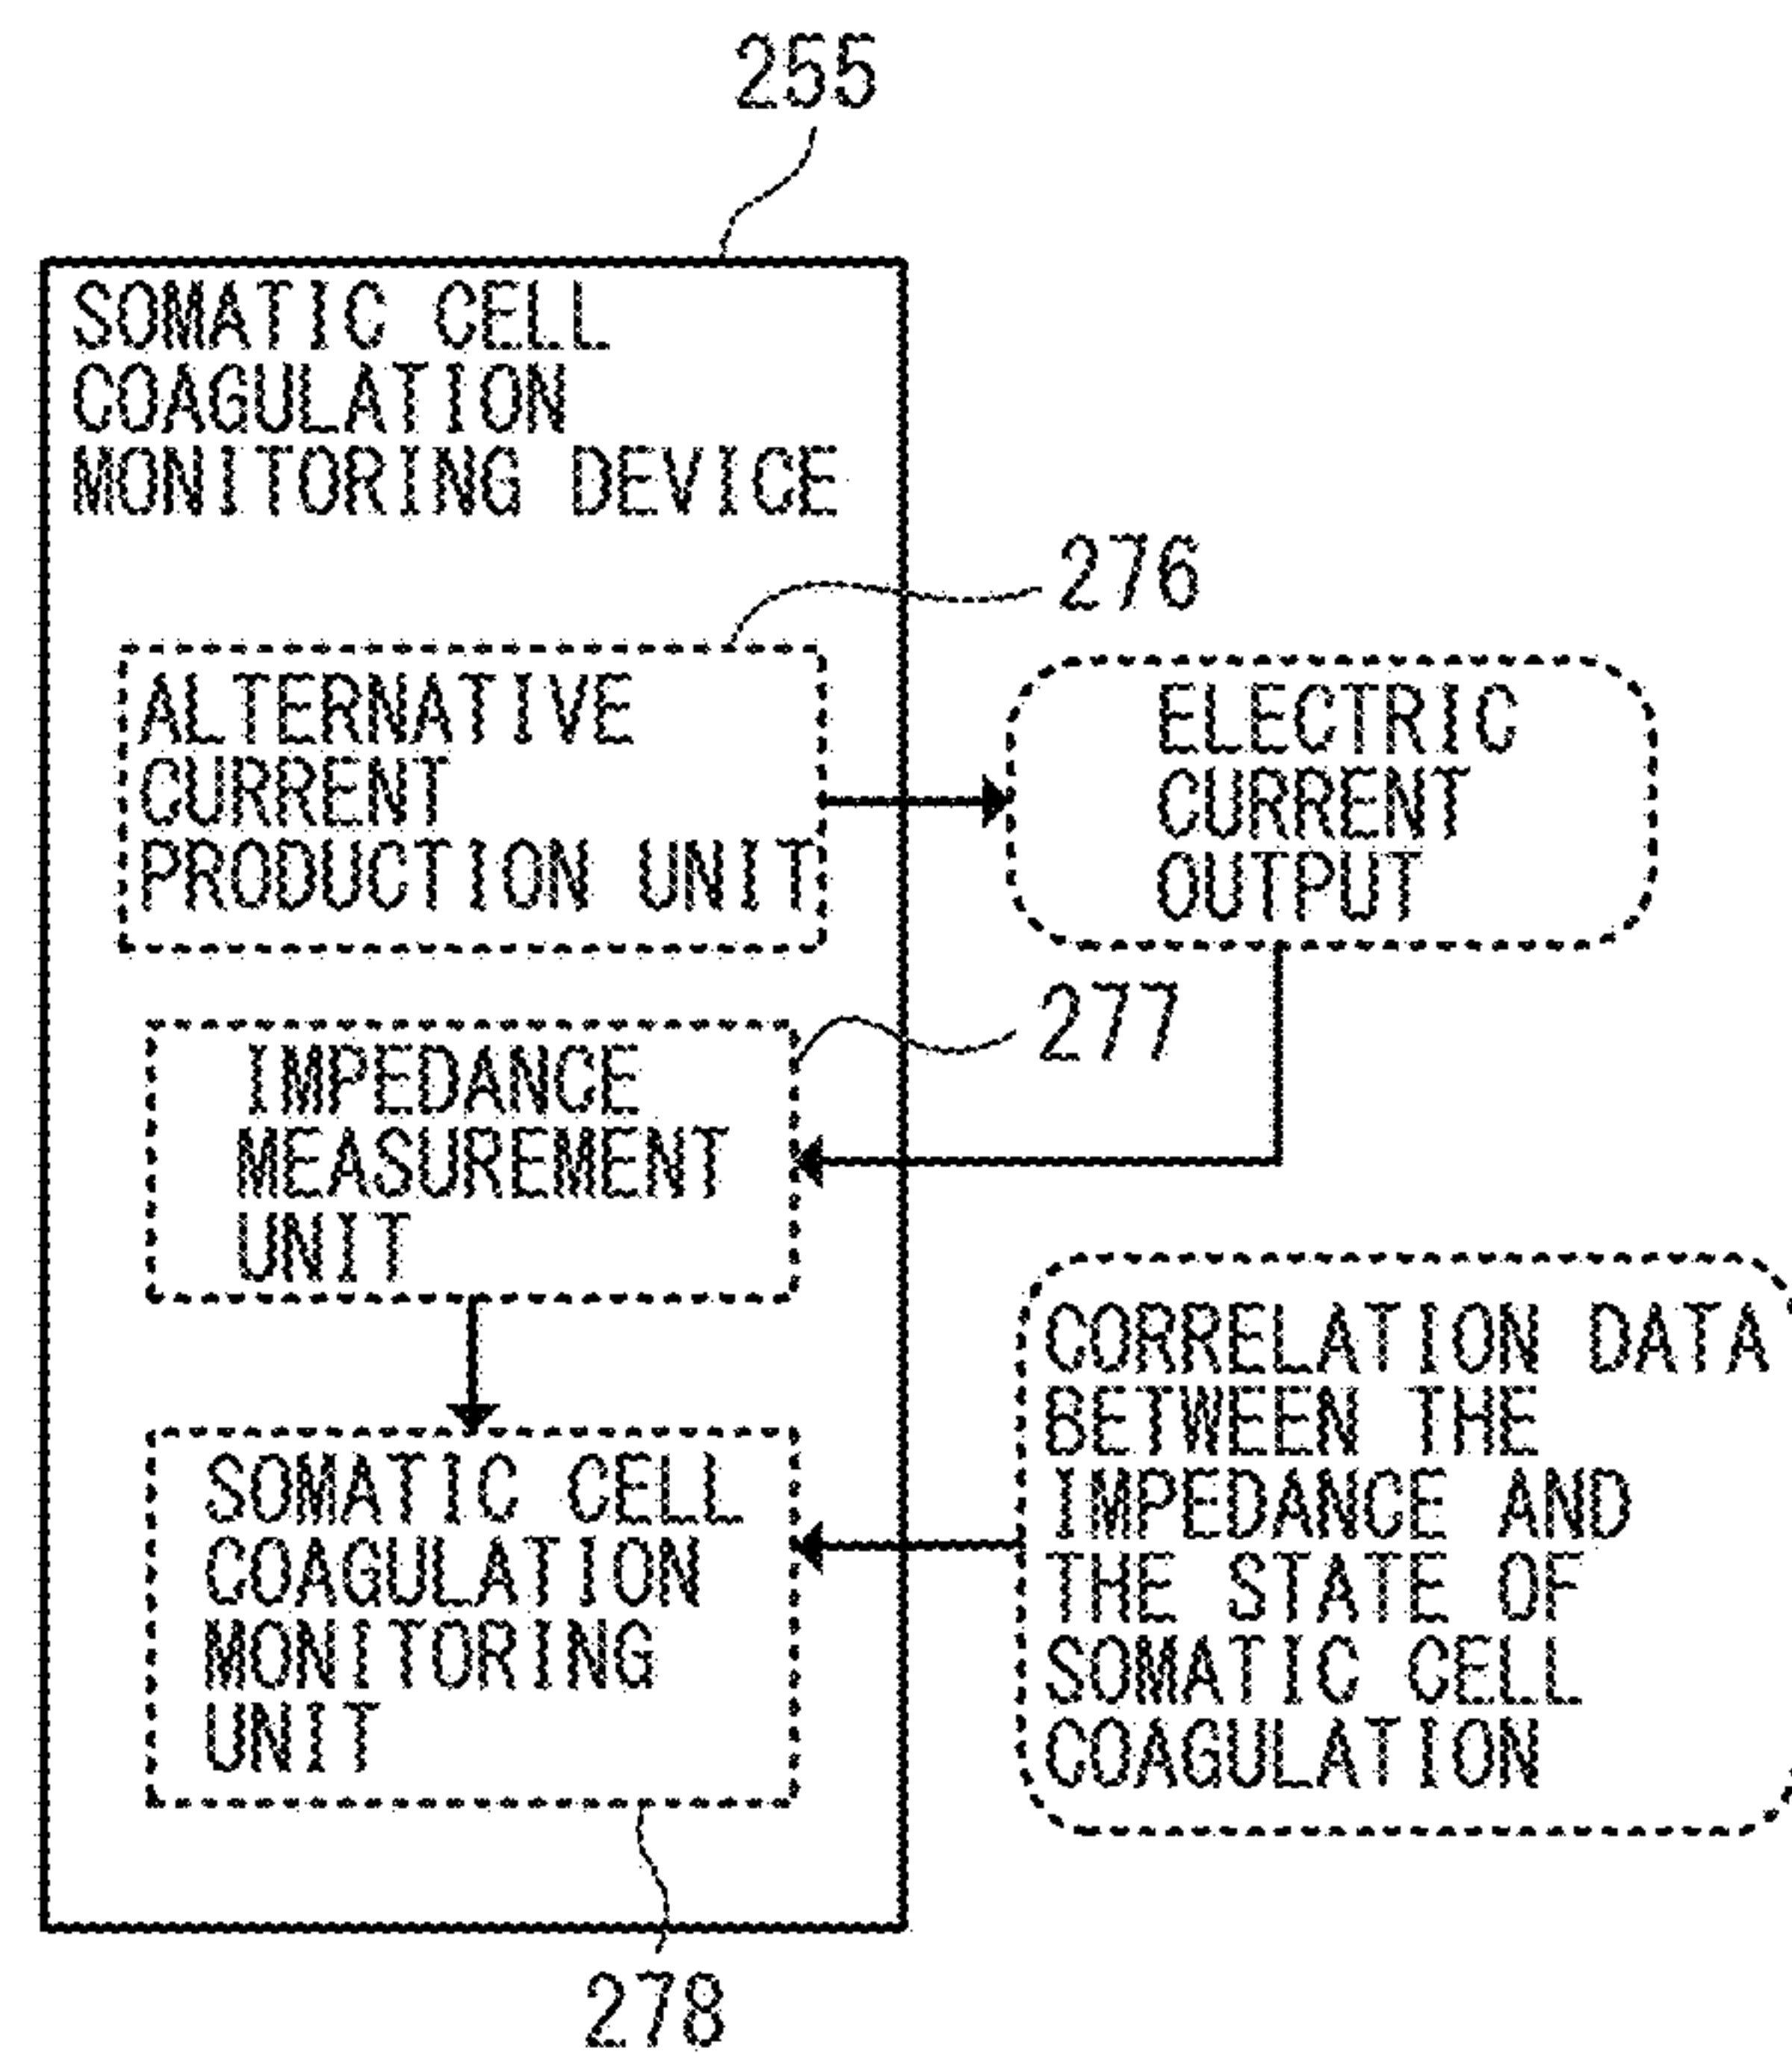 255
SOMATIC CELL
COAGULATION
MONITORING DEVICE
276
ALTERNATIVE
CURRENT
PRODUCTION UNIT
ELECTRIC
CURRENT
OUTPUT
277
IMPEDANCE
MEASUREMENT
UNIT
SOMATIC CELL
COAGULATION
MONITORING
UNIT
CORRELATION DATA
BETWEEN THE
IMPEDANCE AND
THE STATE OF
SOMATIC CELL
COAGULATION
278